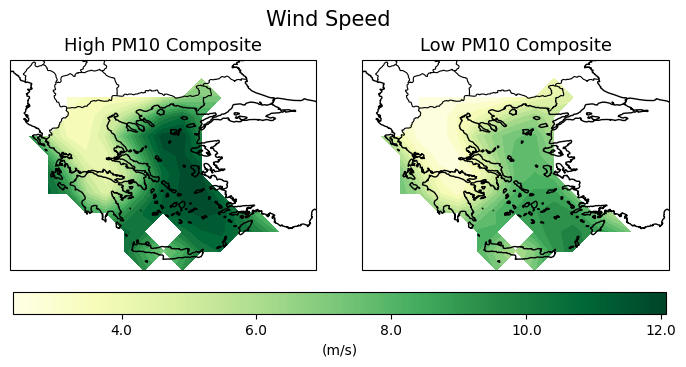 Wind Speed
High PM10 Composite
Low PM10 Composite
4.0 6.0 8.0 10.0 12.0
(m/s)